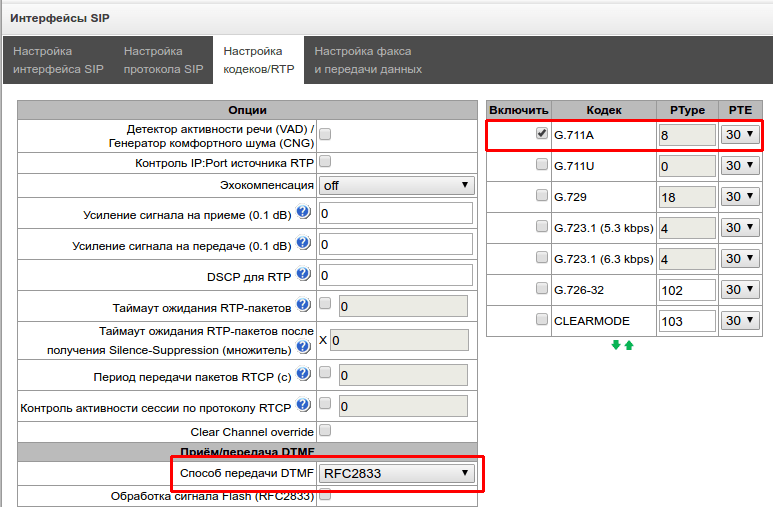 Интерфейсы SIP
Настройка
интерфейса SIP
Настройка
протокола SIP
Настройка
кодеков/RTP
Настройка факса
и передачи данных
Опции
Детектор активности речи (VAD) /
Генератор комфортного шума (CNG)
Контроль IP:Port источника RTP
Эхокомпенсация off
Усиление сигнала на приеме (0.1 dB) ? 0
Усиление сигнала на передаче (0.1 dB) ? 0
DSCP для RTP ? 0
Таймаут ожидания RTP-пакетов ? 0
Таймаут ожидания RTP-пакетов после
получения Silence-Suppression (множитель) ? X 0
Период передачи пакетов RTCP (с) ? 0
Контроль активности сессии по протоколу RTCP ? 0
Clear Channel override
Приём/передача DTMF
Способ передачи DTMF RFC2833
Обработка сигнала Flash (RFC2833)
Включить Кодек PType PTE
G.711A 8 30
G.711U 0 30
G.729 18 30
G.723.1 (5.3 kbps) 4 30
G.723.1 (6.3 kbps) 4 30
G.726-32 102 30
CLEARMODE 103 30